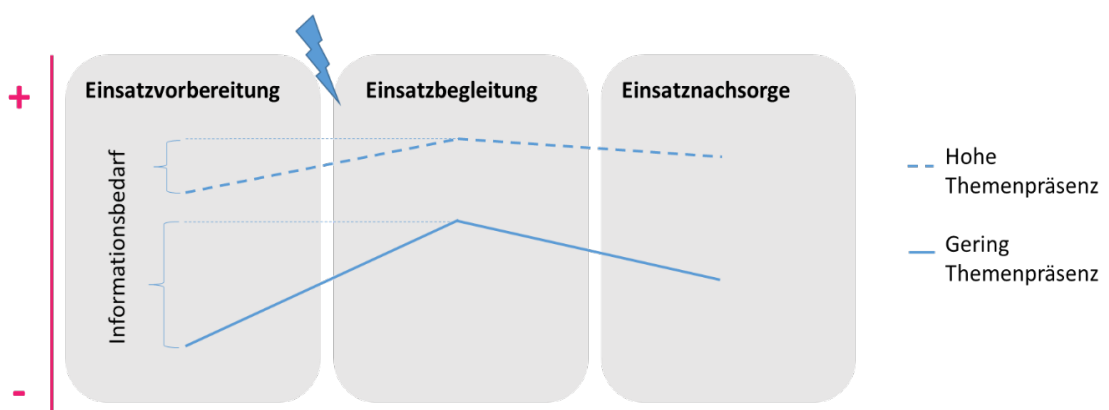 +
Einsatzvorbereitung
Einsatzbegleitung
Einsatznachsorge
Informationsbedarf
Hohe
Themenpräsenz
Gering
Themenpräsenz
-